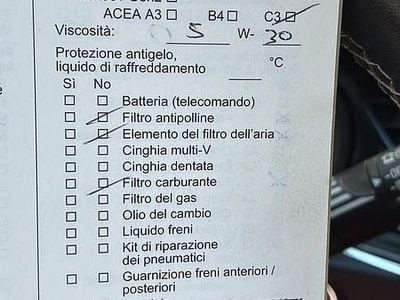 ACEA A3 ☐ B4 ☐ C3 ☑
Viscosità: 5 W- 30
Protezione antigelo,
liquido di raffreddamento ____ °C
Sì No
☐ ☐ Batteria (telecomando)
☐ ☑ Filtro antipolline
☐ ☑ Elemento del filtro dell'aria
☐ ☐ Cinghia multi-V
☐ ☐ Cinghia dentata
☐ ☑ Filtro carburante
☐ ☐ Filtro del gas
☐ ☐ Olio del cambio
☐ ☐ Liquido freni
☐ ☐ Kit di riparazione
dei pneumatici
☐ ☐ Guarnizione freni anteriori /
posteriori